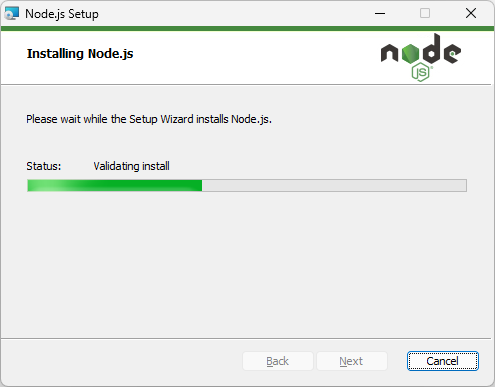 Node.js Setup
Installing Node.js
node
JS
Please wait while the Setup Wizard installs Node.js.
Status: Validating install
Back Next Cancel